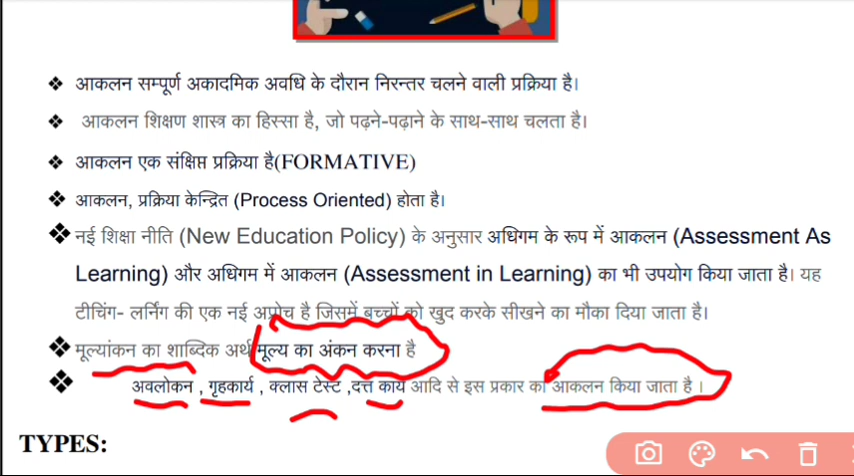 ❖ आकलन सम्पूर्ण अकादमिक अवधि के दौरान निरन्तर चलने वाली प्रक्रिया है।
❖ आकलन शिक्षण शास्त्र का हिस्सा है, जो पढ़ने-पढ़ाने के साथ-साथ चलता है।
❖ आकलन एक संक्षिप्त प्रक्रिया है(FORMATIVE)
❖ आकलन, प्रक्रिया केन्द्रित (Process Oriented) होता है।
❖ नई शिक्षा नीति (New Education Policy) के अनुसार अधिगम के रूप में आकलन (Assessment As
Learning) और अधिगम में आकलन (Assessment in Learning) का भी उपयोग किया जाता है। यह
टीचिंग- लर्निंग की एक नई अप्रोच है जिसमें बच्चों को खुद करके सीखने का मौका दिया जाता है।
❖ मूल्यांकन का शाब्दिक अर्थ मूल्य का अंकन करना है
❖ अवलोकन , गृहकार्य , क्लास टेस्ट ,दत्त कार्य आदि से इस प्रकार का आकलन किया जाता है ।
TYPES: